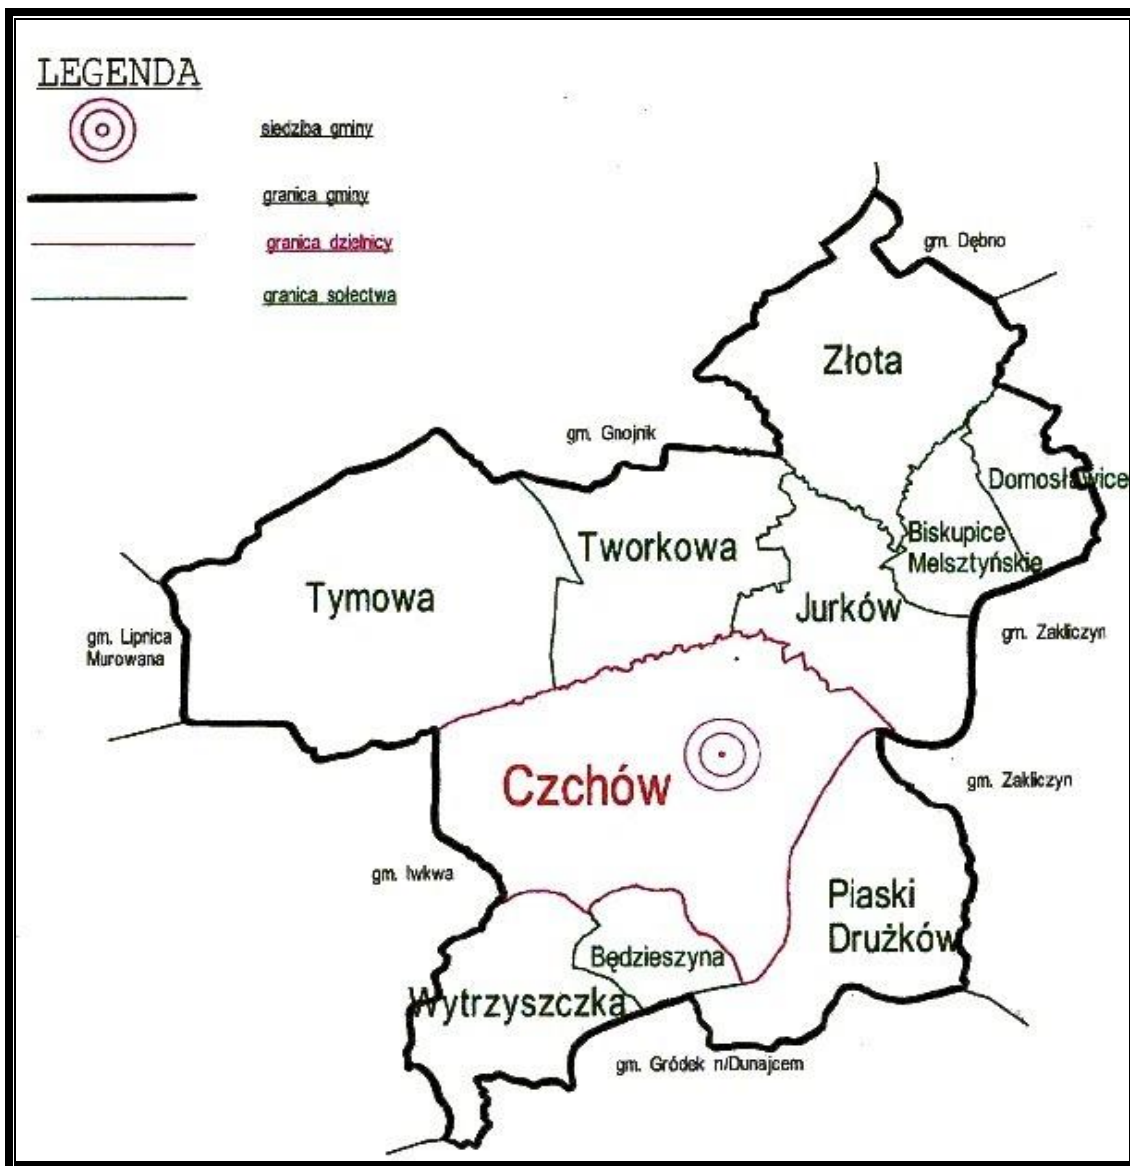 LEGENDA
siedziba gminy
granica gminy
granica dzielnicy
granica sołectwa
gm. Dębno
Złota
gm. Gnojnik
Domosławice
Tworkowa
Biskupice
Melsztyńskie
Tymowa
Jurków
gm. Lipnica
Murowana
gm. Zakliczyn
Czchów
gm. Zakliczyn
gm. Iwkwa
Piaski
Drużków
Będzieszyna
Wytrzyszczka
gm. Gródek n/Dunajcem